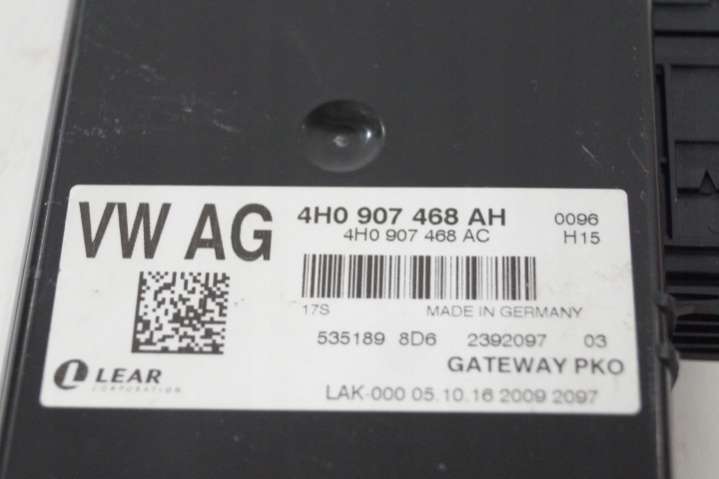 VW AG
4H0 907 468 AH 0096
4H0 907 468 AC H15
17S MADE IN GERMANY
535189 8D6 2392097 03
GATEWAY PKO
LEAR
CORPORATION
LAK-000 05.10.16 2009 2097